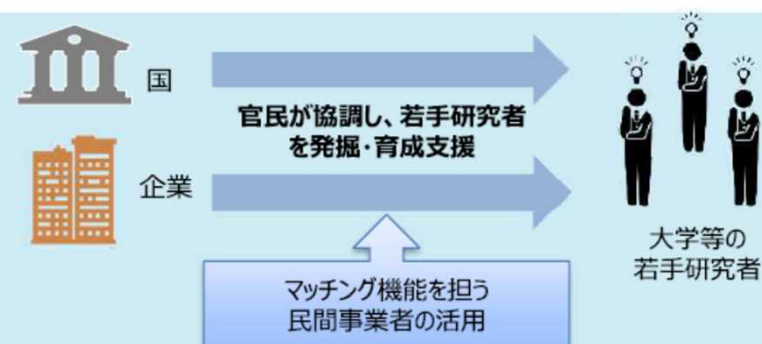 国
官民が協調し、若手研究者
を発掘・育成支援
企業
大学等の
若手研究者
マッチング機能を担う
民間事業者の活用